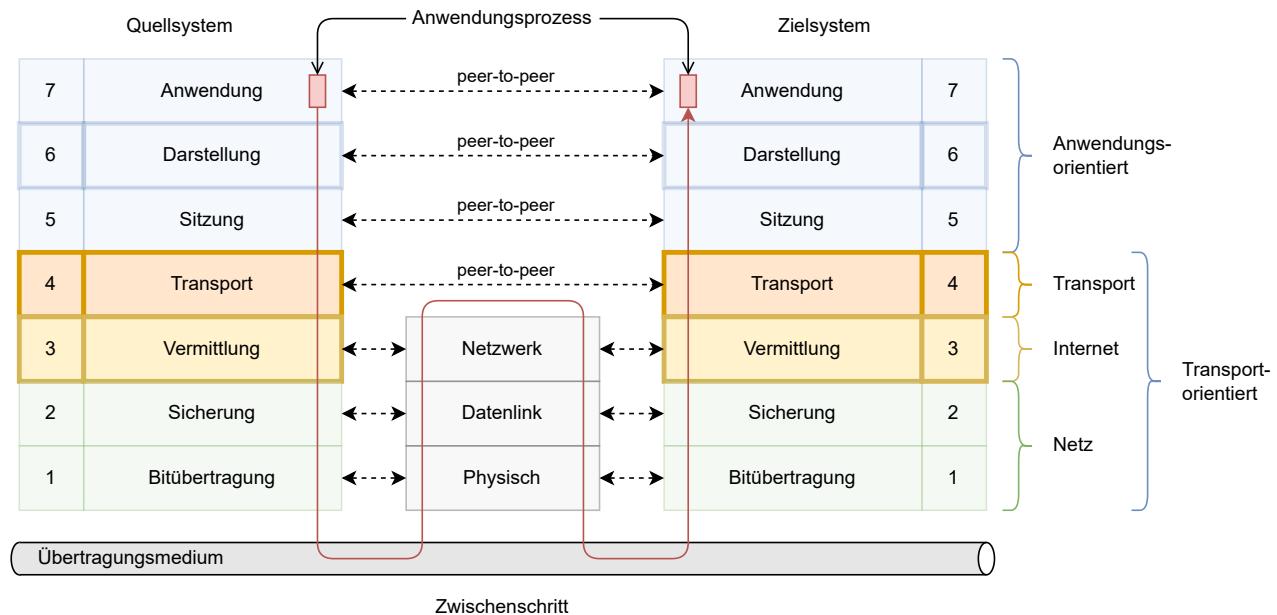 Anwendungsprozess
Quellsystem
Zielsystem
7 Anwendung peer-to-peer Anwendung 7
6 Darstellung peer-to-peer Darstellung 6
Anwendungs-
orientiert
5 Sitzung peer-to-peer Sitzung 5
4 Transport peer-to-peer Transport 4 Transport
3 Vermittlung Netzwerk Vermittlung 3 Internet
Transport-
orientiert
2 Sicherung Datenlink Sicherung 2
Netz
1 Bitübertragung Physisch Bitübertragung 1
Übertragungsmedium
Zwischenschritt